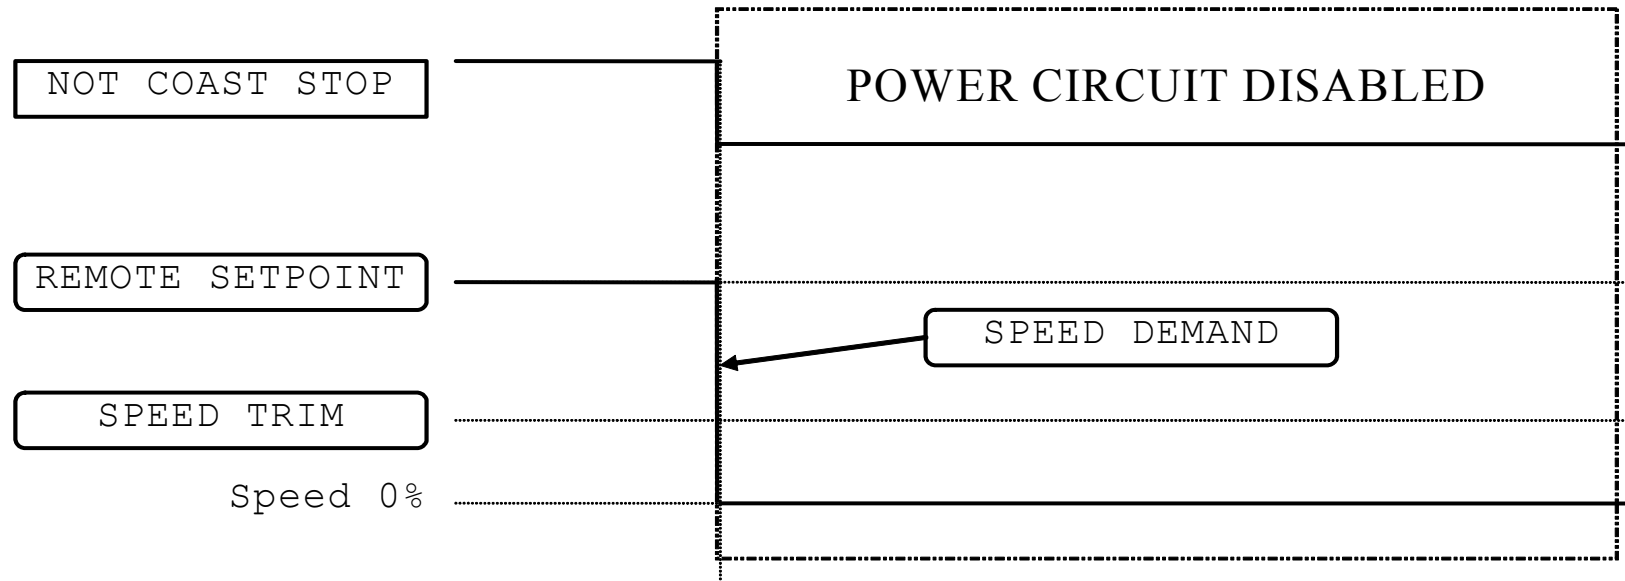 NOT COAST STOP
POWER CIRCUIT DISABLED
REMOTE SETPOINT
SPEED DEMAND
SPEED TRIM
Speed 0%